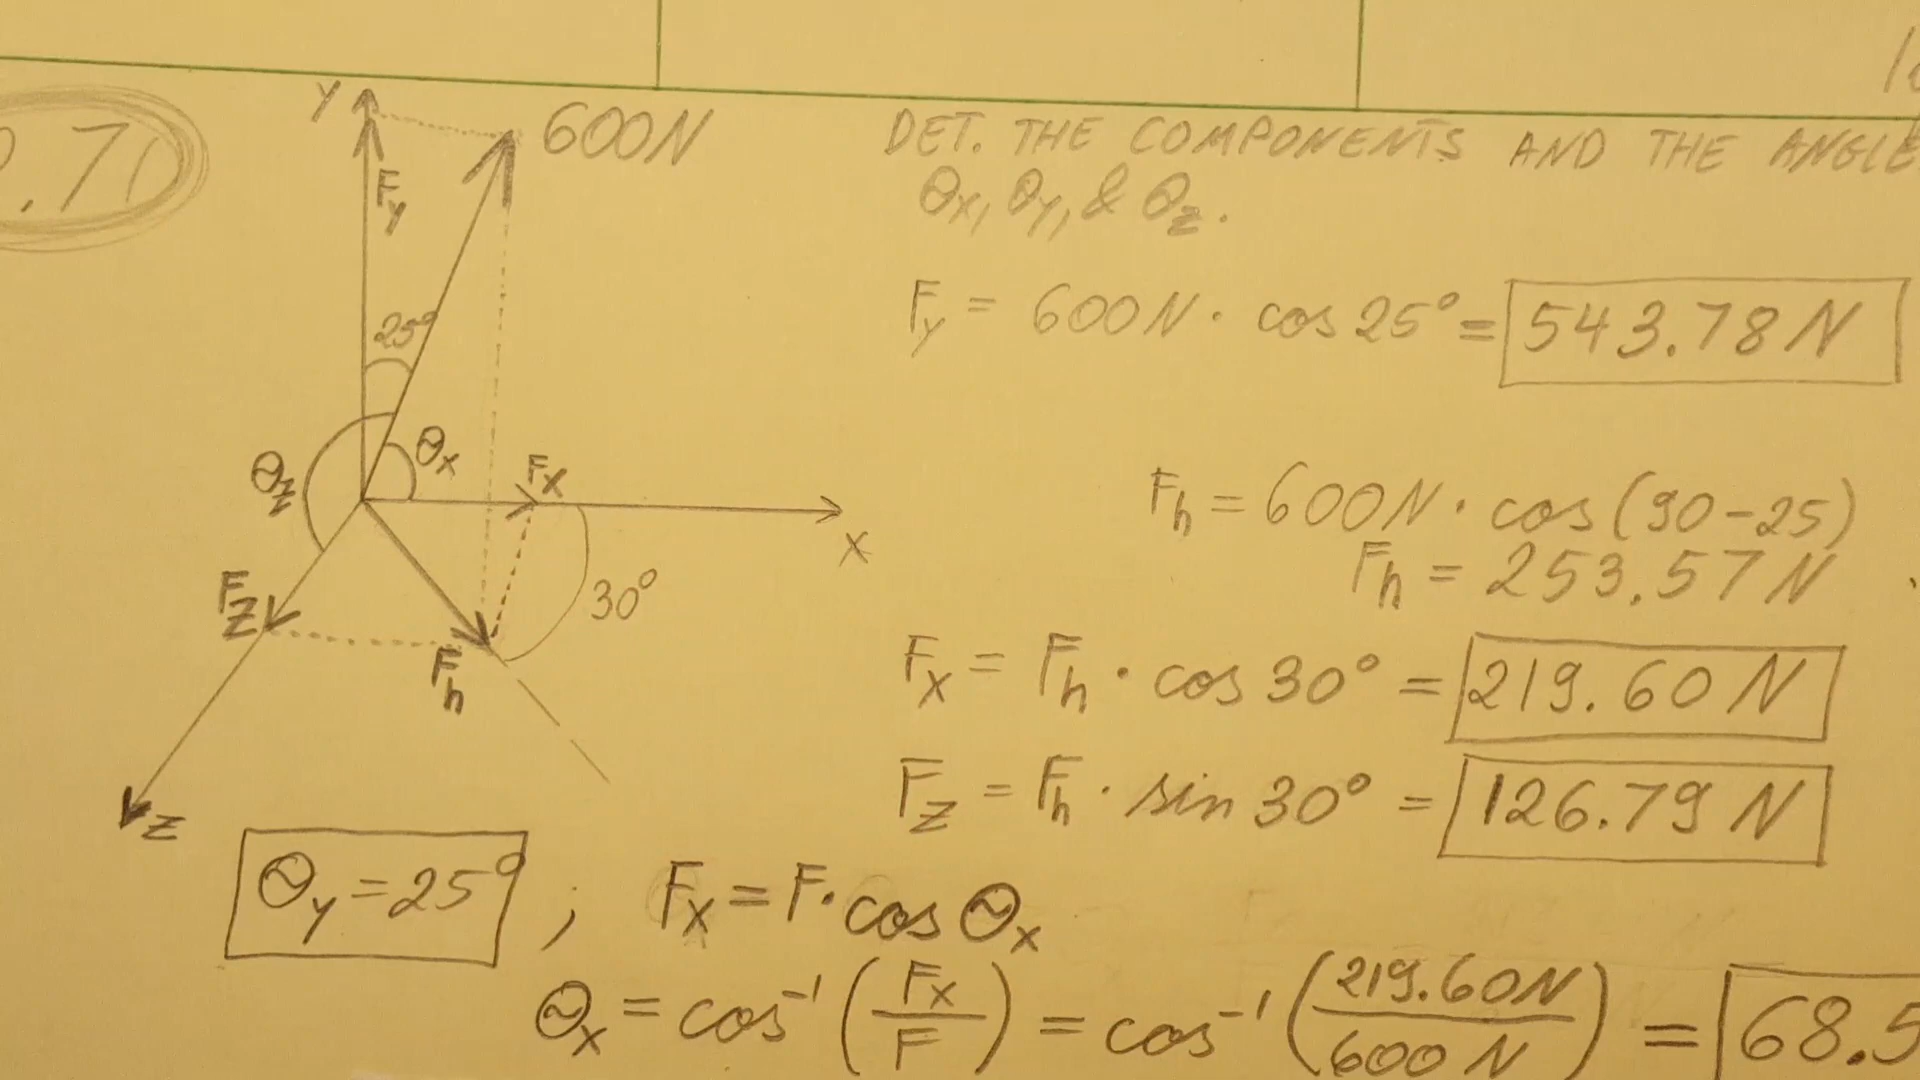 .71
Y
600N
Fy
25°
θx
θz
Fx
X
30°
Fz
Fh
Z
DET. THE COMPONENTS AND THE ANGLE
θx, θy, & θz.
Fy = 600N · cos 25° = 543.78 N
Fh = 600N · cos (90-25)
Fh = 253.57 N
Fx = Fh · cos 30° = 219.60 N
Fz = Fh · sin 30° = 126.79 N
θy = 25° ; Fx = F · cos θx
θx = cos⁻¹ (Fx/F) = cos⁻¹ (219.60N/600N) = 68.5